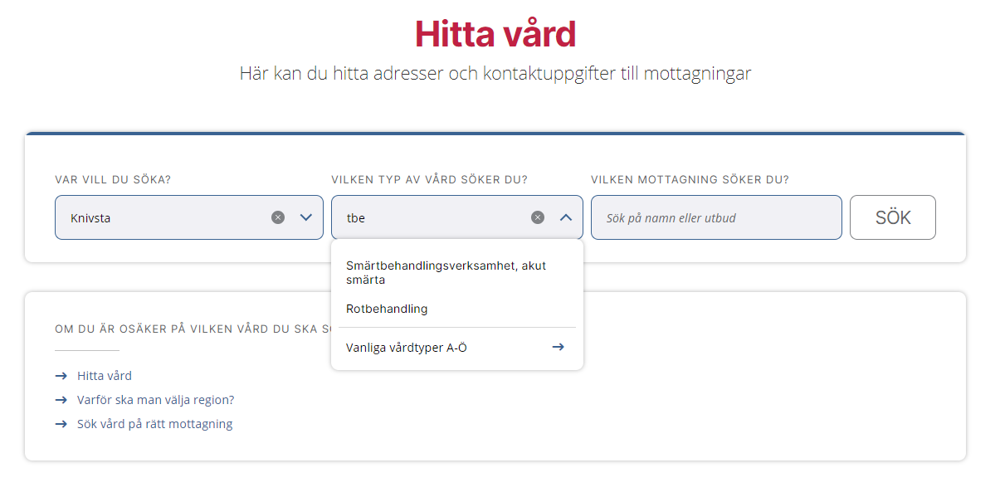 Hitta vård
Här kan du hitta adresser och kontaktuppgifter till mottagningar
VAR VILL DU SÖKA?
Knivsta
VILKEN TYP AV VÅRD SÖKER DU?
tbe
Smärtbehandlingsverksamhet, akut
smärta
Rotbehandling
Vanliga vårdtyper A-Ö
VILKEN MOTTAGNING SÖKER DU?
Sök på namn eller utbud
SÖK
OM DU ÄR OSÄKER PÅ VILKEN VÅRD DU SKA
Hitta vård
Varför ska man välja region?
Sök vård på rätt mottagning